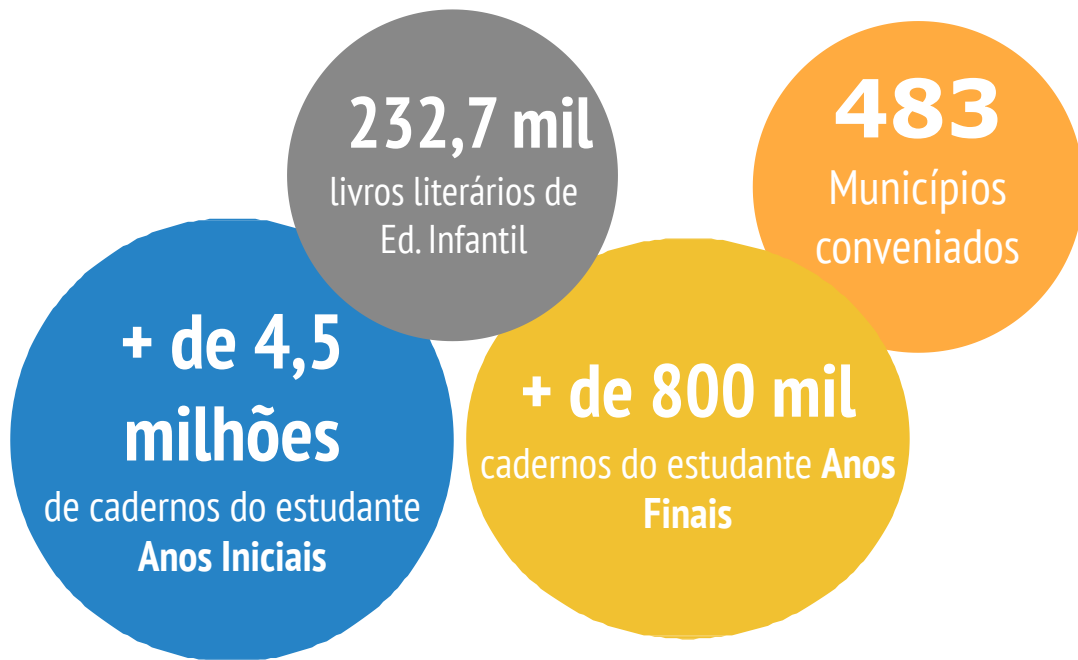 232,7 mil
livros literários de
Ed. Infantil
483
Municípios
conveniados
+ de 4,5
milhões
de cadernos do estudante
Anos Iniciais
+ de 800 mil
cadernos do estudante Anos
Finais